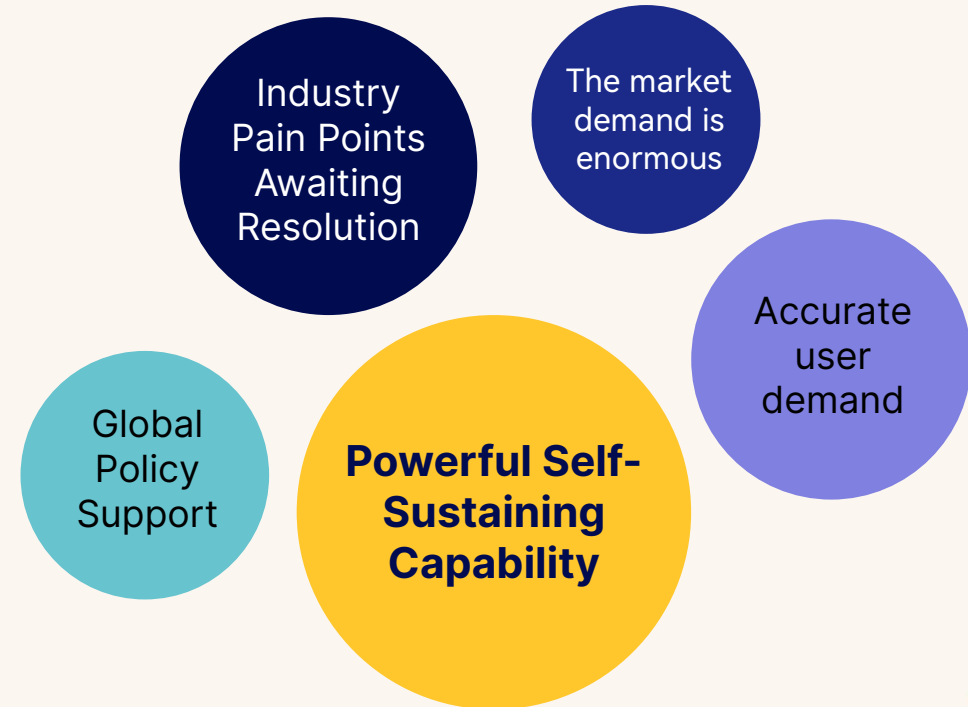 Industry
Pain Points
Awaiting
Resolution
The market
demand is
enormous
Accurate
user
demand
Global
Policy
Support
Powerful Self-
Sustaining
Capability